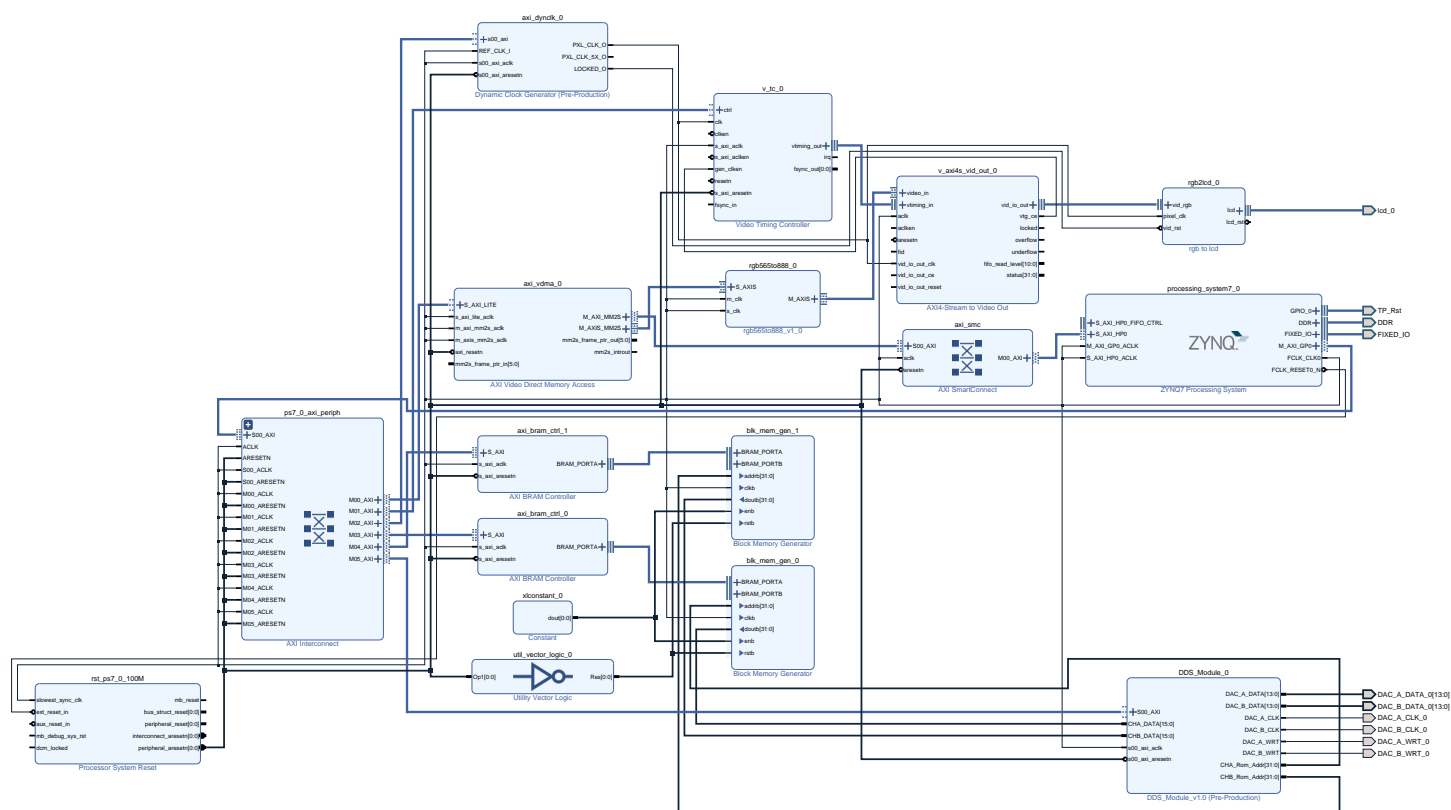 axi_dynclk_0
s00_axi
REF_CLK_I
s00_axi_aclk
s00_axi_aresetn
PXL_CLK_O
PXL_CLK_5X_O
LOCKED_O
Dynamic Clock Generator (Pre-Production)
v_tc_0
ctrl
clk
clken
s_axi_aclk
s_axi_aclken
gen_clken
resetn
s_axi_aresetn
fsync_in
vtiming_out
irq
fsync_out[0:0]
Video Timing Controller
v_axi4s_vid_out_0
video_in
vtiming_in
aclk
aclken
aresetn
fid
vid_io_out_clk
vid_io_out_ce
vid_io_out_reset
vid_io_out
vtg_ce
locked
overflow
underflow
fifo_read_level[10:0]
status[31:0]
AXI4-Stream to Video Out
rgb2lcd_0
vid_rgb
pixel_clk
vid_rst
lcd
lcd_rst
rgb to lcd
lcd_0
rgb565to888_0
S_AXIS
m_clk
s_clk
M_AXIS
rgb565to888_v1_0
axi_vdma_0
S_AXI_LITE
s_axi_lite_aclk
m_axi_mm2s_aclk
m_axis_mm2s_aclk
axi_resetn
mm2s_frame_ptr_in[5:0]
M_AXI_MM2S
M_AXIS_MM2S
mm2s_frame_ptr_out[5:0]
mm2s_introut
AXI Video Direct Memory Access
axi_smc
S00_AXI
aclk
aresetn
M00_AXI
AXI SmartConnect
processing_system7_0
S_AXI_HP0_FIFO_CTRL
S_AXI_HP0
M_AXI_GP0_ACLK
S_AXI_HP0_ACLK
ZYNQ
GPIO_0
DDR
FIXED_IO
M_AXI_GP0
FCLK_CLK0
FCLK_RESET0_N
ZYNQ7 Processing System
TP_Rst
DDR
FIXED_IO
ps7_0_axi_periph
S00_AXI
ACLK
ARESETN
S00_ACLK
S00_ARESETN
M00_ACLK
M00_ARESETN
M01_ACLK
M01_ARESETN
M02_ACLK
M02_ARESETN
M03_ACLK
M03_ARESETN
M04_ACLK
M04_ARESETN
M05_ACLK
M05_ARESETN
M00_AXI
M01_AXI
M02_AXI
M03_AXI
M04_AXI
M05_AXI
AXI Interconnect
axi_bram_ctrl_1
S_AXI
s_axi_aclk
s_axi_aresetn
BRAM_PORTA
AXI BRAM Controller
axi_bram_ctrl_0
S_AXI
s_axi_aclk
s_axi_aresetn
BRAM_PORTA
AXI BRAM Controller
blk_mem_gen_1
BRAM_PORTA
BRAM_PORTB
addrb[31:0]
clkb
doutb[31:0]
enb
rstb
Block Memory Generator
blk_mem_gen_0
BRAM_PORTA
BRAM_PORTB
addrb[31:0]
clkb
doutb[31:0]
enb
rstb
Block Memory Generator
xlconstant_0
dout[0:0]
Constant
util_vector_logic_0
Op1[0:0]
Res[0:0]
Utility Vector Logic
rst_ps7_0_100M
slowest_sync_clk
ext_reset_in
aux_reset_in
mb_debug_sys_rst
dcm_locked
mb_reset
bus_struct_reset[0:0]
peripheral_reset[0:0]
interconnect_aresetn[0:0]
peripheral_aresetn[0:0]
Processor System Reset
DDS_Module_0
S00_AXI
CHA_DATA[15:0]
CHB_DATA[15:0]
s00_axi_aclk
s00_axi_aresetn
DAC_A_DATA[13:0]
DAC_B_DATA[13:0]
DAC_A_CLK
DAC_B_CLK
DAC_A_WRT
DAC_B_WRT
CHA_Rom_Addr[31:0]
CHB_Rom_Addr[31:0]
DDS_Module_v1.0 (Pre-Production)
DAC_A_DATA_0[13:0]
DAC_B_DATA_0[13:0]
DAC_A_CLK_0
DAC_B_CLK_0
DAC_A_WRT_0
DAC_B_WRT_0